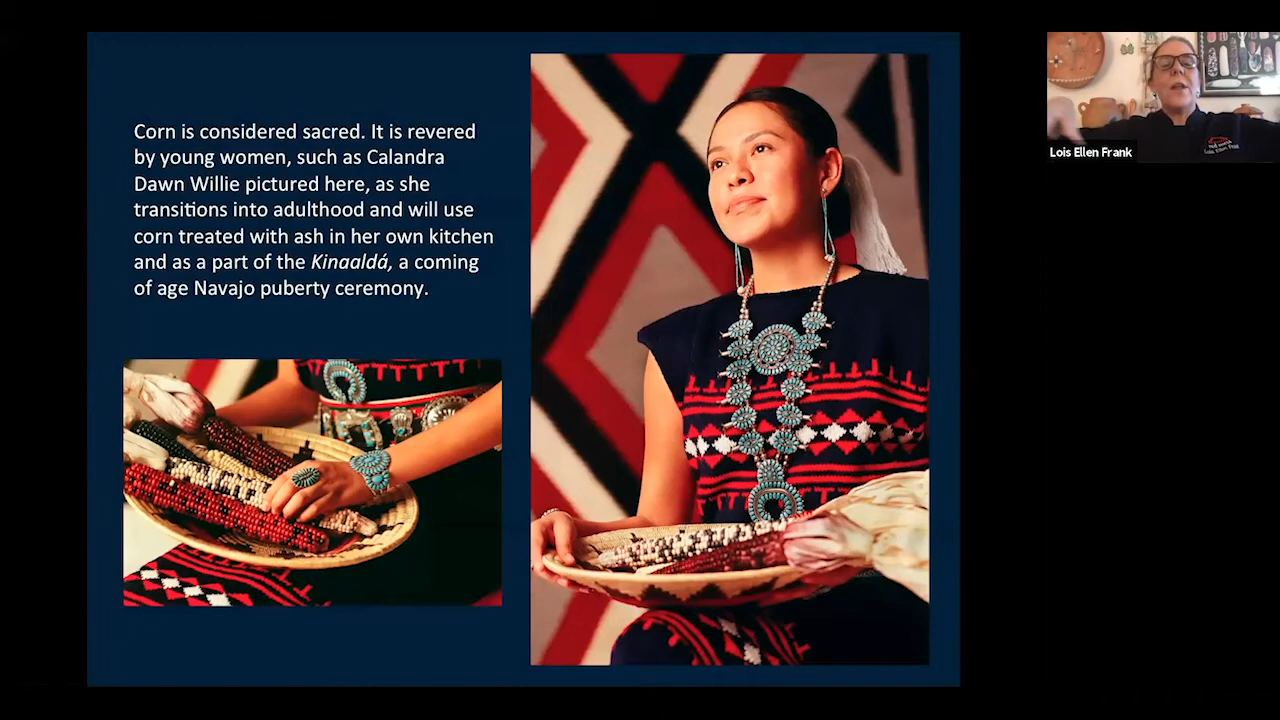 Corn is considered sacred. It is revered
by young women, such as Calandra
Dawn Willie pictured here, as she
transitions into adulthood and will use
corn treated with ash in her own kitchen
and as a part of the Kinaaldá, a coming
of age Navajo puberty ceremony.
Lois Ellen Frank